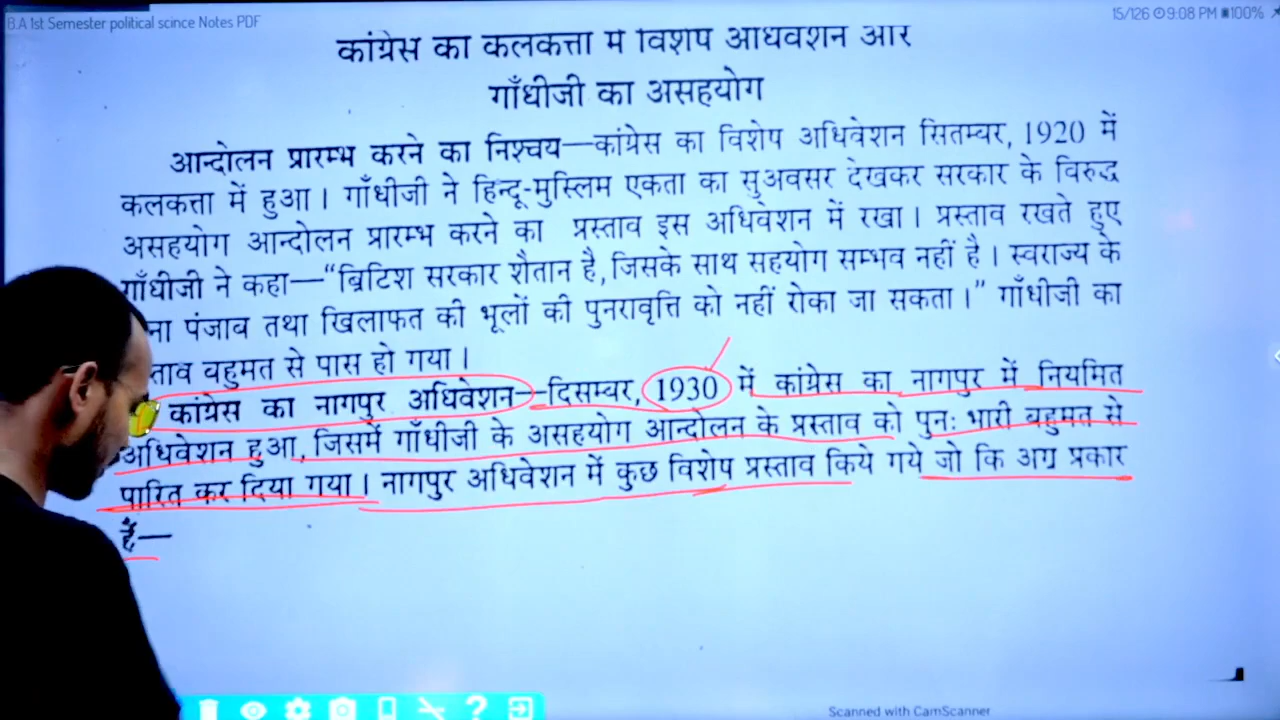 B.A 1st Semester political scince Notes PDF
15/126 9:08 PM 100%
कांग्रेस का कलकत्ता में विशेष अधिवेशन और
गाँधीजी का असहयोग
आन्दोलन प्रारम्भ करने का निश्चय—कांग्रेस का विशेष अधिवेशन सितम्बर, 1920 में
कलकत्ता में हुआ। गाँधीजी ने हिन्दू-मुस्लिम एकता का सुअवसर देखकर सरकार के विरुद्ध
असहयोग आन्दोलन प्रारम्भ करने का प्रस्ताव इस अधिवेशन में रखा। प्रस्ताव रखते हुए
गाँधीजी ने कहा—“ब्रिटिश सरकार शैतान है, जिसके साथ सहयोग सम्भव नहीं है। स्वराज्य के
ना पंजाब तथा खिलाफत की भूलों की पुनरावृत्ति को नहीं रोका जा सकता।” गाँधीजी का
ताव बहुमत से पास हो गया।
कांग्रेस का नागपुर अधिवेशन—दिसम्बर, 1930 में कांग्रेस का नागपुर में नियमित
अधिवेशन हुआ, जिसमें गाँधीजी के असहयोग आन्दोलन के प्रस्ताव को पुनः भारी बहुमत से
पारित कर दिया गया। नागपुर अधिवेशन में कुछ विशेष प्रस्ताव किये गये जो कि अग्र प्रकार
हैं—
Scanned with CamScanner